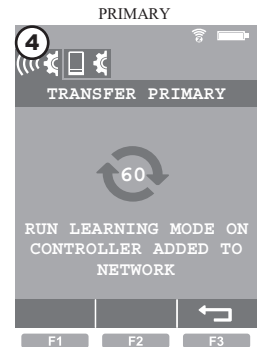 PRIMARY
4
TRANSFER PRIMARY
60
RUN LEARNING MODE ON
CONTROLLER ADDED TO
NETWORK
F1 F2 F3